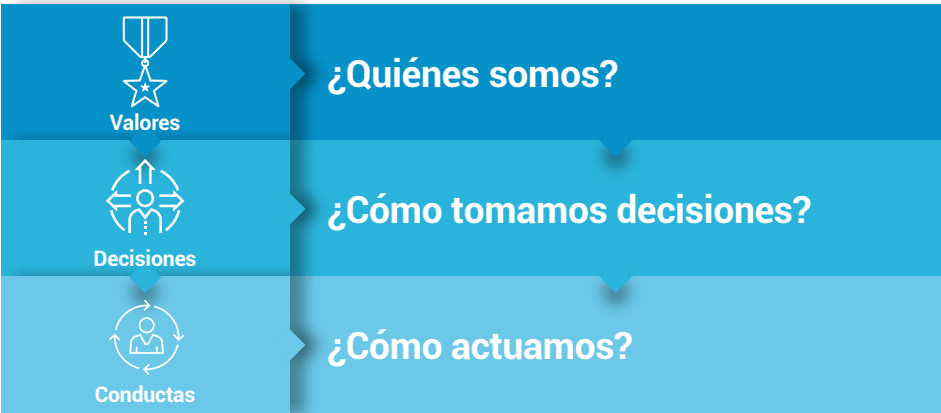 Valores
¿Quiénes somos?
Decisiones
¿Cómo tomamos decisiones?
Conductas
¿Cómo actuamos?